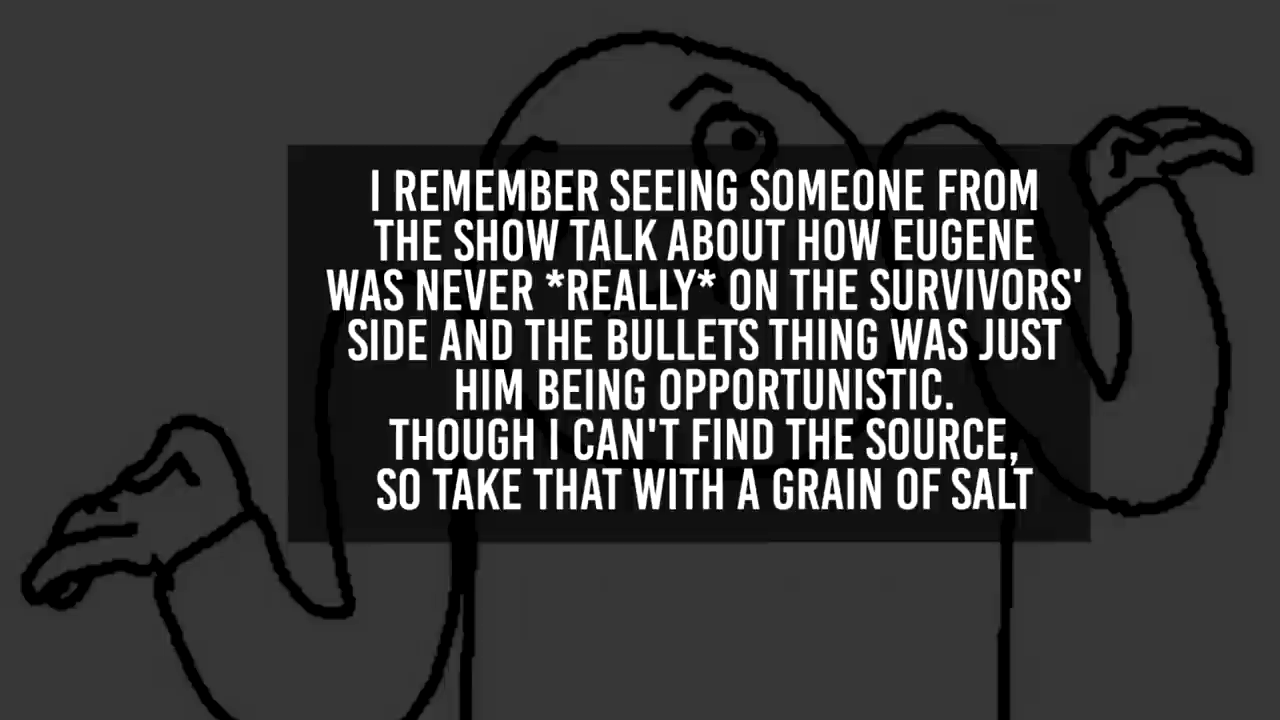 I REMEMBER SEEING SOMEONE FROM
THE SHOW TALK ABOUT HOW EUGENE
WAS NEVER *REALLY* ON THE SURVIVORS'
SIDE AND THE BULLETS THING WAS JUST
HIM BEING OPPORTUNISTIC.
THOUGH I CAN'T FIND THE SOURCE,
SO TAKE THAT WITH A GRAIN OF SALT